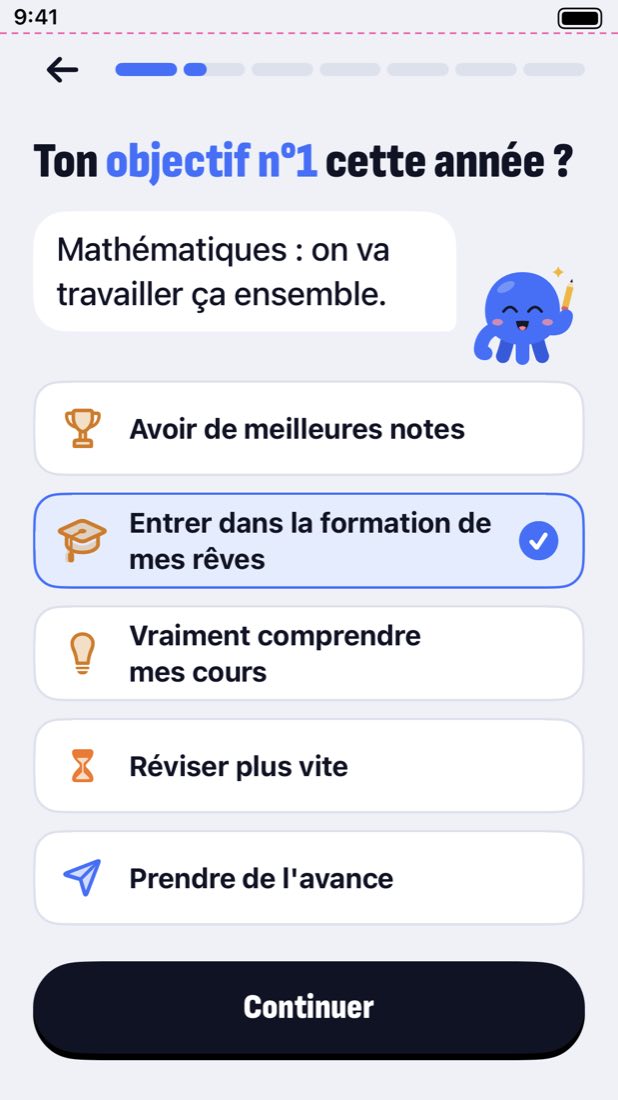 9:41
Ton objectif n°1 cette année ?
Mathématiques : on va
travailler ça ensemble.
Avoir de meilleures notes
Entrer dans la formation de
mes rêves
Vraiment comprendre
mes cours
Réviser plus vite
Prendre de l'avance
Continuer